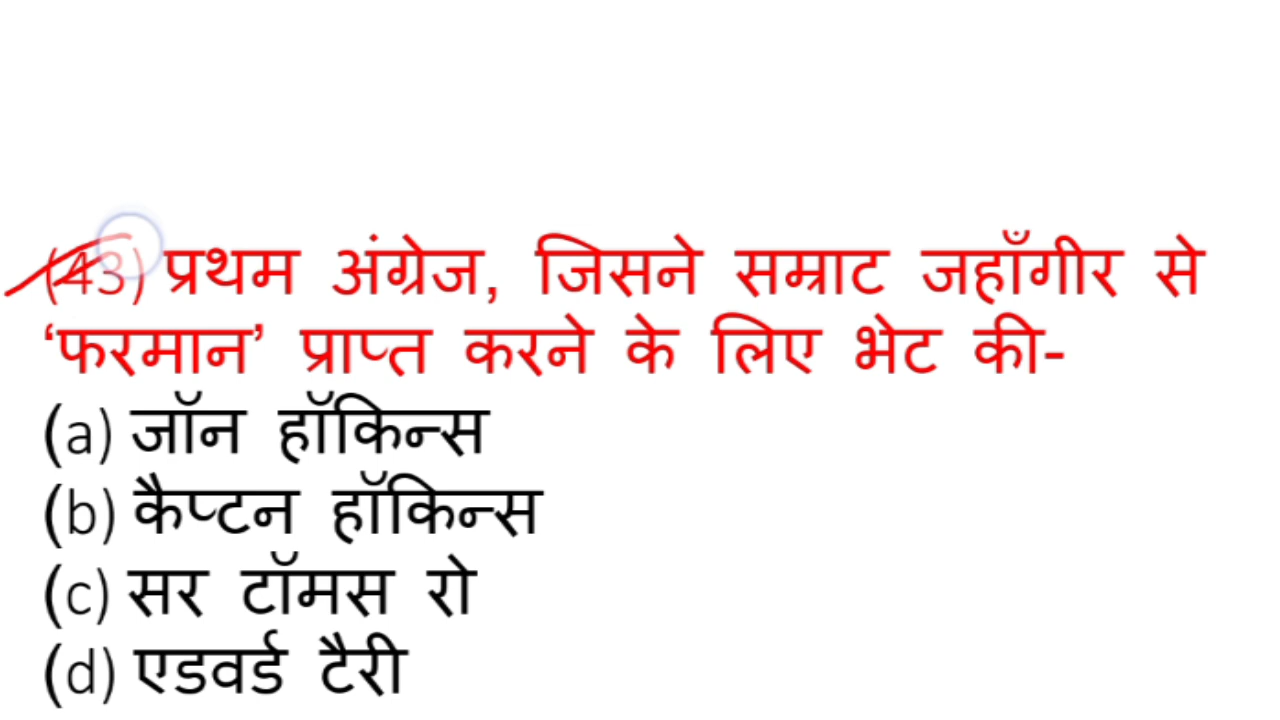 (43) प्रथम अंग्रेज, जिसने सम्राट जहाँगीर से
‘फरमान’ प्राप्त करने के लिए भेट की-
(a) जॉन हॉकिन्स
(b) कैप्टन हॉकिन्स
(c) सर टॉमस रो
(d) एडवर्ड टैरी